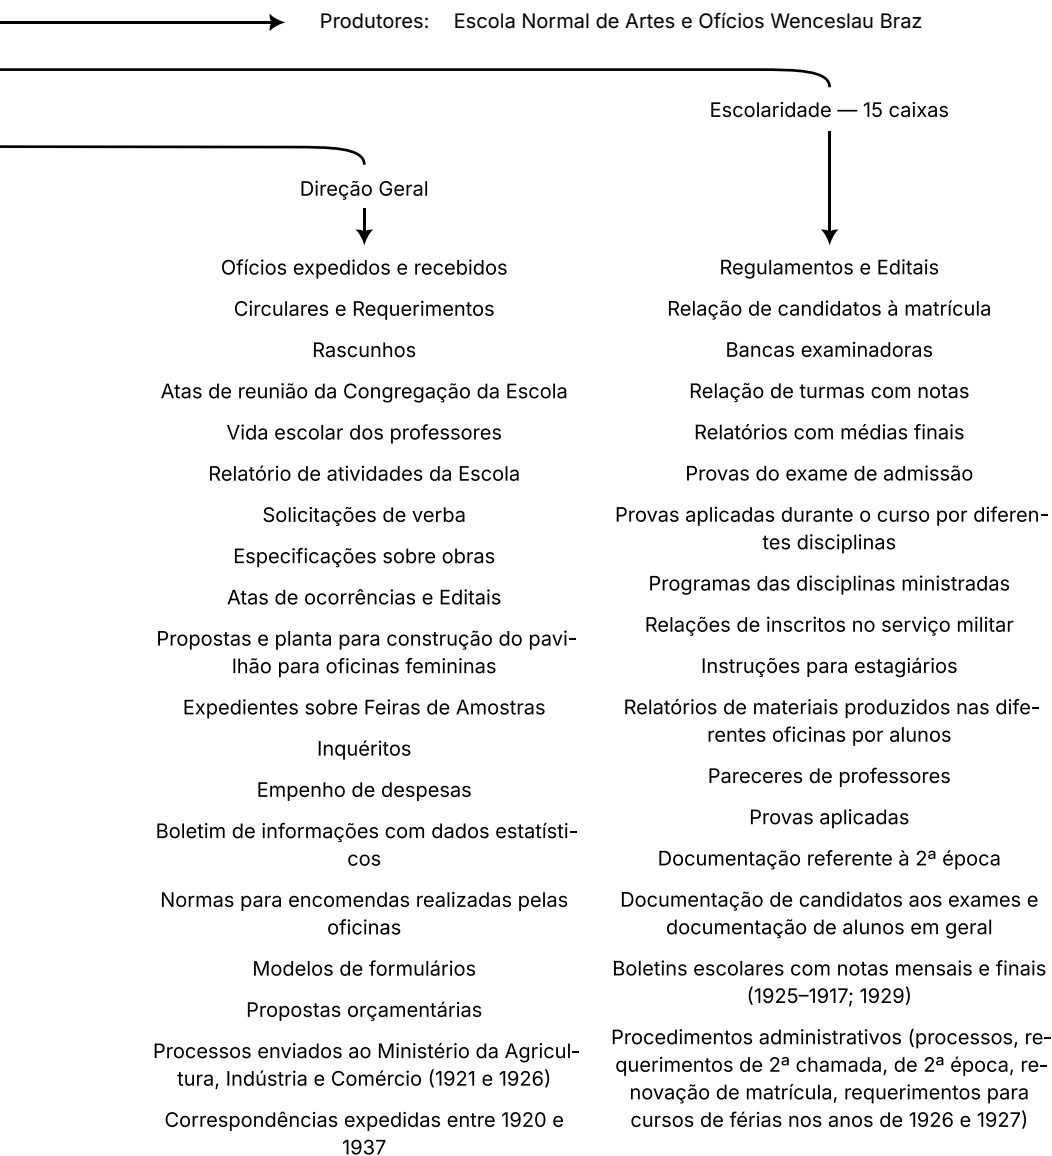 Produtores: Escola Normal de Artes e Ofícios Wenceslau Braz
Escolaridade — 15 caixas
Direção Geral
Ofícios expedidos e recebidos
Circulares e Requerimentos
Rascunhos
Atas de reunião da Congregação da Escola
Vida escolar dos professores
Relatório de atividades da Escola
Solicitações de verba
Especificações sobre obras
Atas de ocorrências e Editais
Propostas e planta para construção do pavi-
lhão para oficinas femininas
Expedientes sobre Feiras de Amostras
Inquéritos
Empenho de despesas
Boletim de informações com dados estatísti-
cos
Normas para encomendas realizadas pelas
oficinas
Modelos de formulários
Propostas orçamentárias
Processos enviados ao Ministério da Agricul-
tura, Indústria e Comércio (1921 e 1926)
Correspondências expedidas entre 1920 e
1937
Regulamentos e Editais
Relação de candidatos à matrícula
Bancas examinadoras
Relação de turmas com notas
Relatórios com médias finais
Provas do exame de admissão
Provas aplicadas durante o curso por diferen-
tes disciplinas
Programas das disciplinas ministradas
Relações de inscritos no serviço militar
Instruções para estagiários
Relatórios de materiais produzidos nas dife-
rentes oficinas por alunos
Pareceres de professores
Provas aplicadas
Documentação referente à 2ª época
Documentação de candidatos aos exames e
documentação de alunos em geral
Boletins escolares com notas mensais e finais
(1925–1917; 1929)
Procedimentos administrativos (processos, re-
querimentos de 2ª chamada, de 2ª época, re-
novação de matrícula, requerimentos para
cursos de férias nos anos de 1926 e 1927)